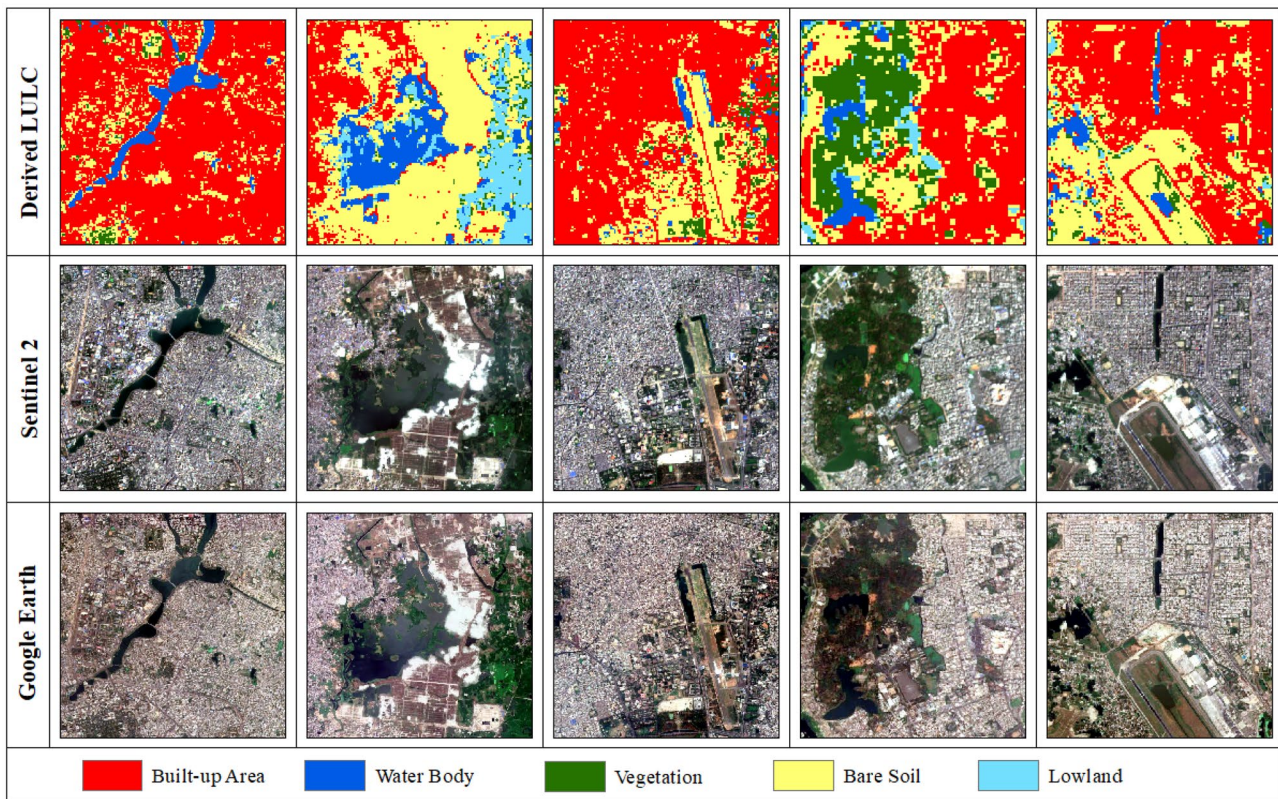 Derived LULC
Sentinel 2
Google Earth
Built-up Area
Water Body
Vegetation
Bare Soil
Lowland